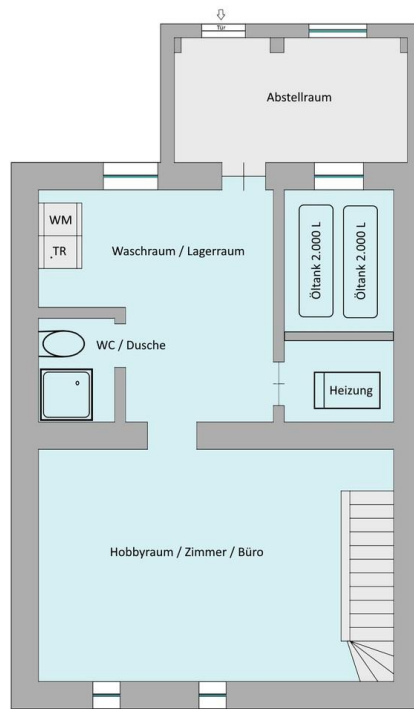 Tür
Abstellraum
WM
TR
Waschraum / Lagerraum
Öltank 2.000 L
Öltank 2.000 L
WC / Dusche
Heizung
Hobbyraum / Zimmer / Büro